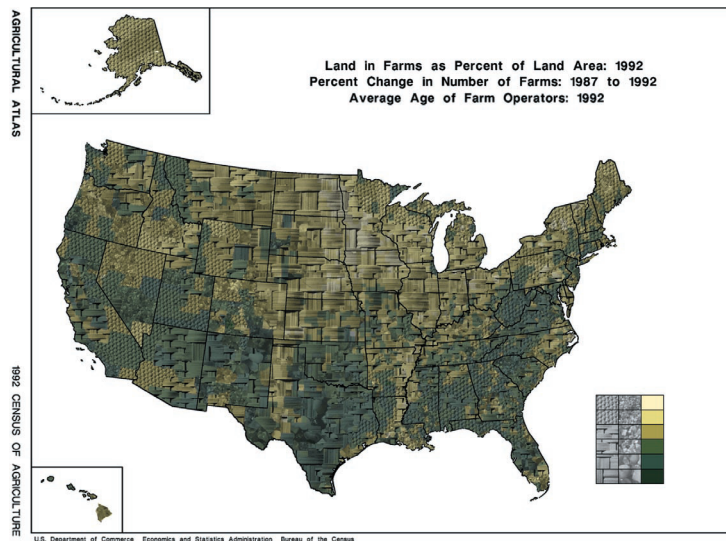 Land in Farms as Percent of Land Area: 1992
Percent Change in Number of Farms: 1987 to 1992
Average Age of Farm Operators: 1992
AGRICULTURAL ATLAS
1992 CENSUS OF AGRICULTURE
U.S. Department of Commerce Economics and Statistics Administration Bureau of the Census